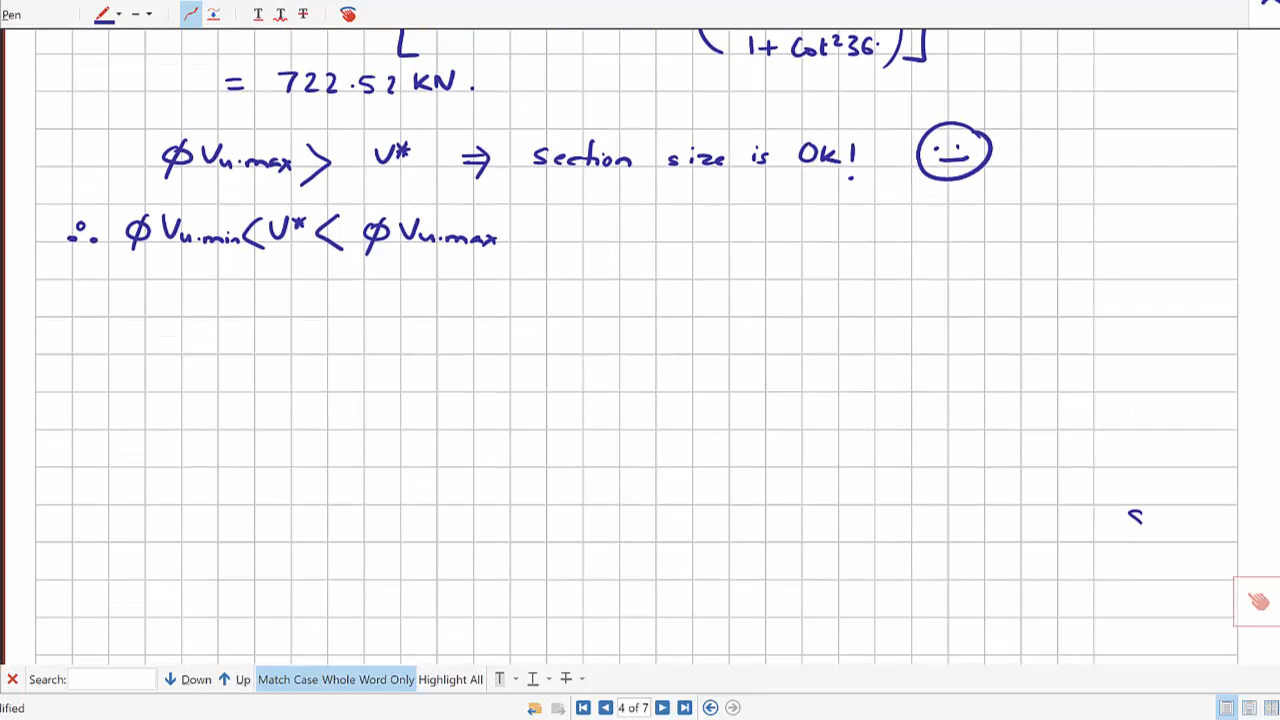 Pen T T T
1+ Cot²36.
= 722.52 KN.
ϕVu.max > V* ⇒ section size is OK!
∴ ϕVu.min < V* < ϕVu.max
s
Search: Down Up Match Case Whole Word Only Highlight All T T T
ified 4 of 7